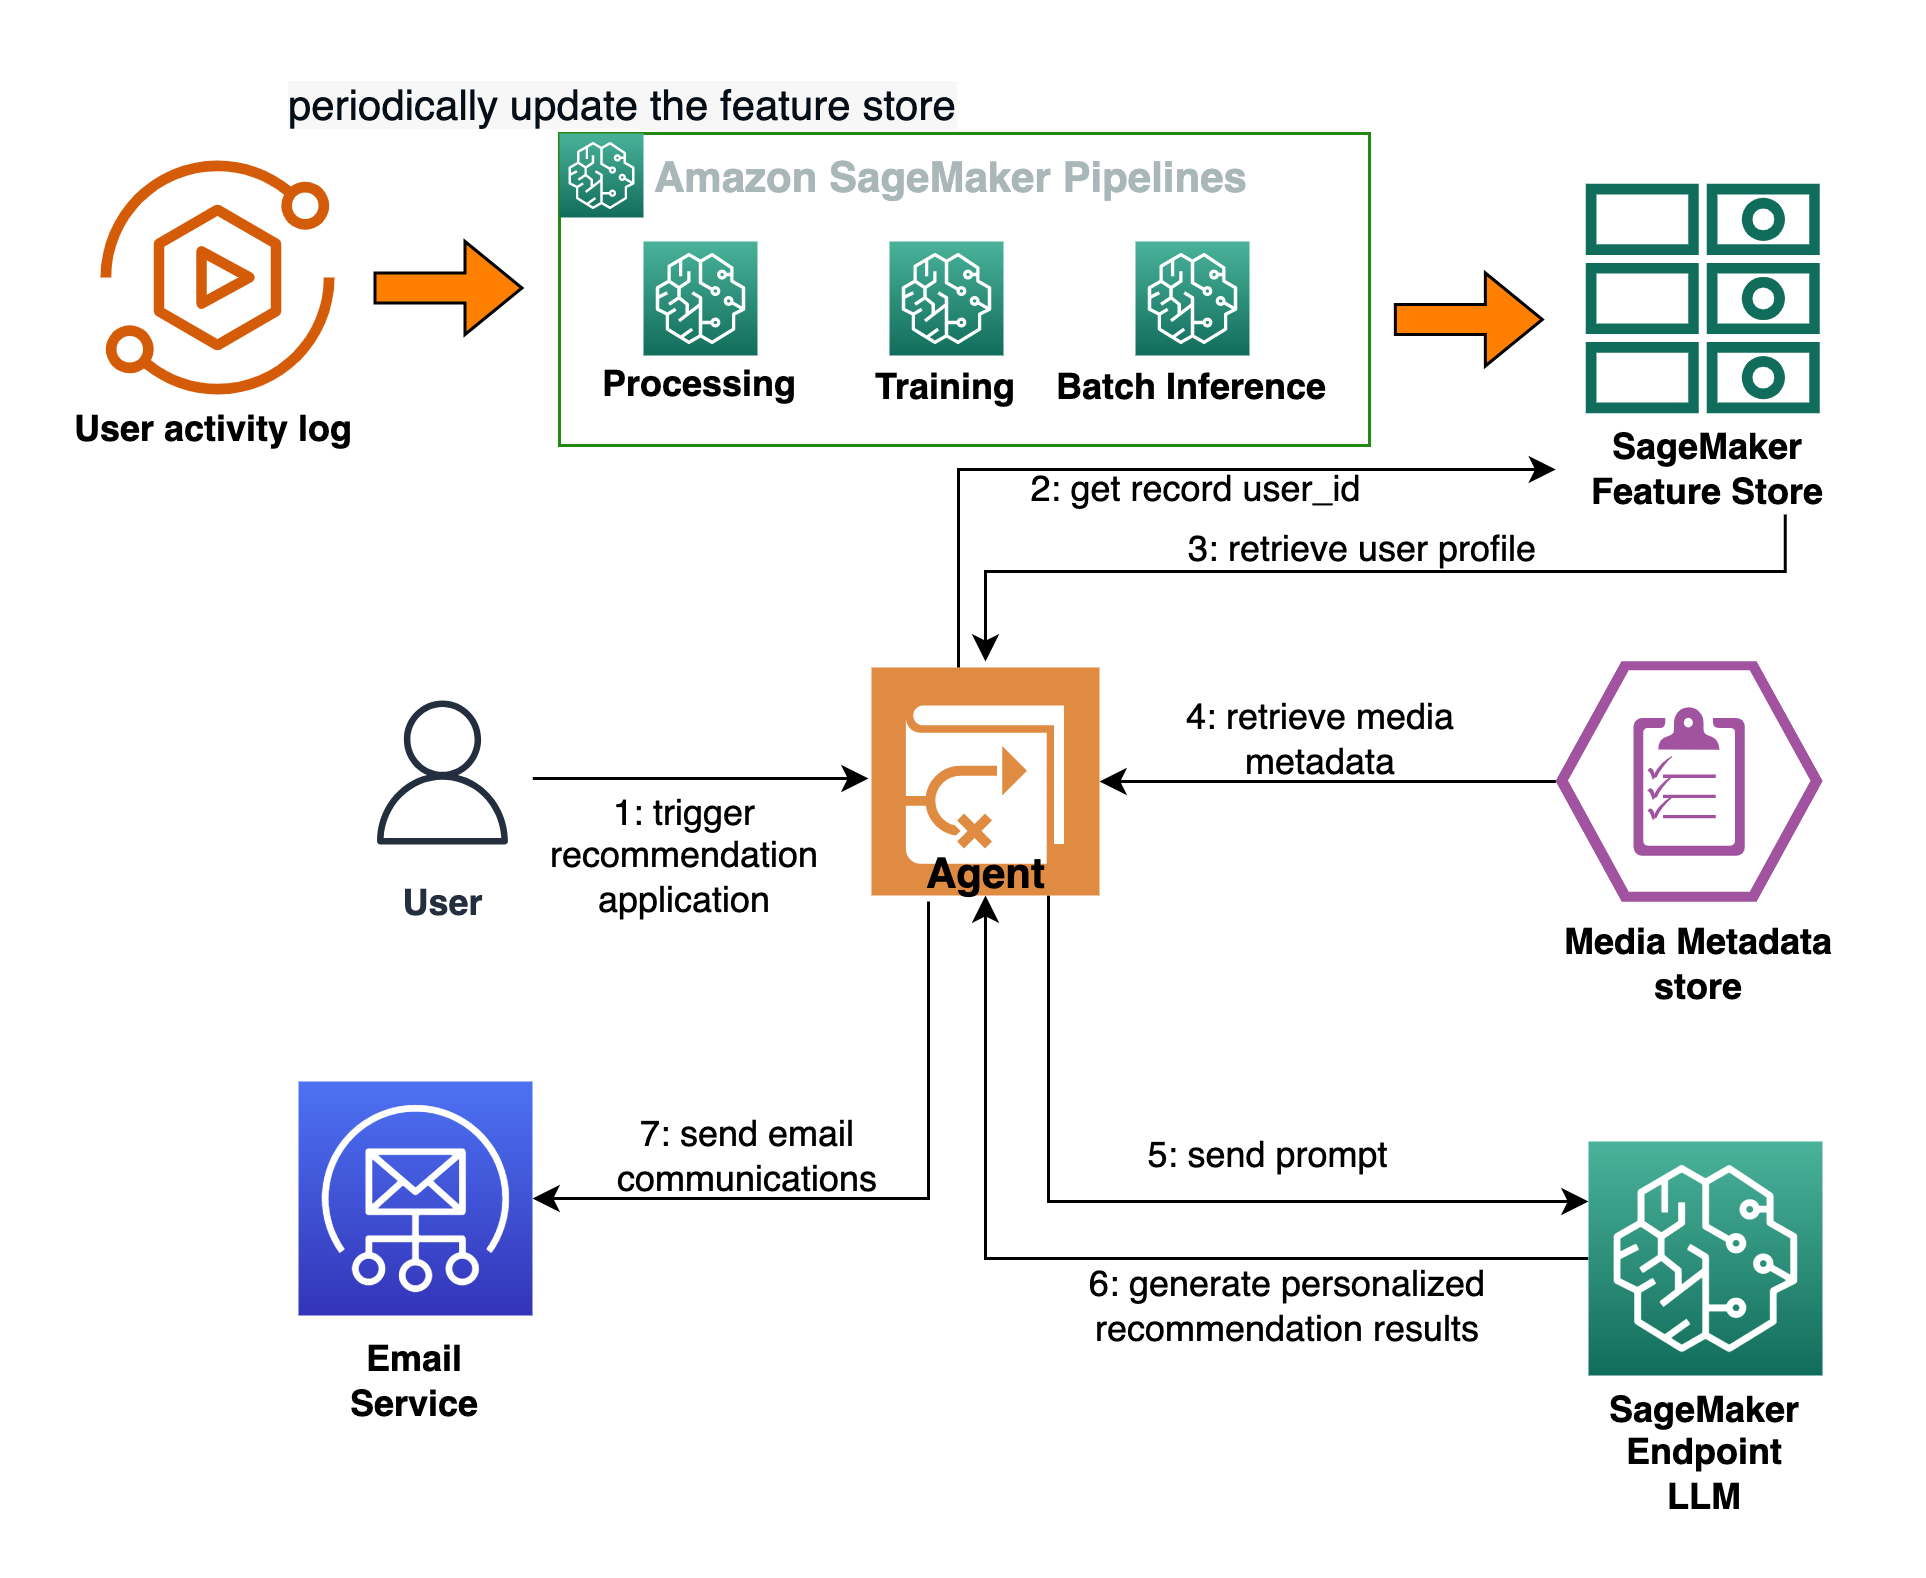 periodically update the feature store
Amazon SageMaker Pipelines
Processing
Training
Batch Inference
User activity log
SageMaker
Feature Store
2: get record user_id
3: retrieve user profile
4: retrieve media
metadata
1: trigger
recommendation
application
User
Agent
Media Metadata
store
7: send email
communications
5: send prompt
6: generate personalized
recommendation results
Email
Service
SageMaker
Endpoint
LLM